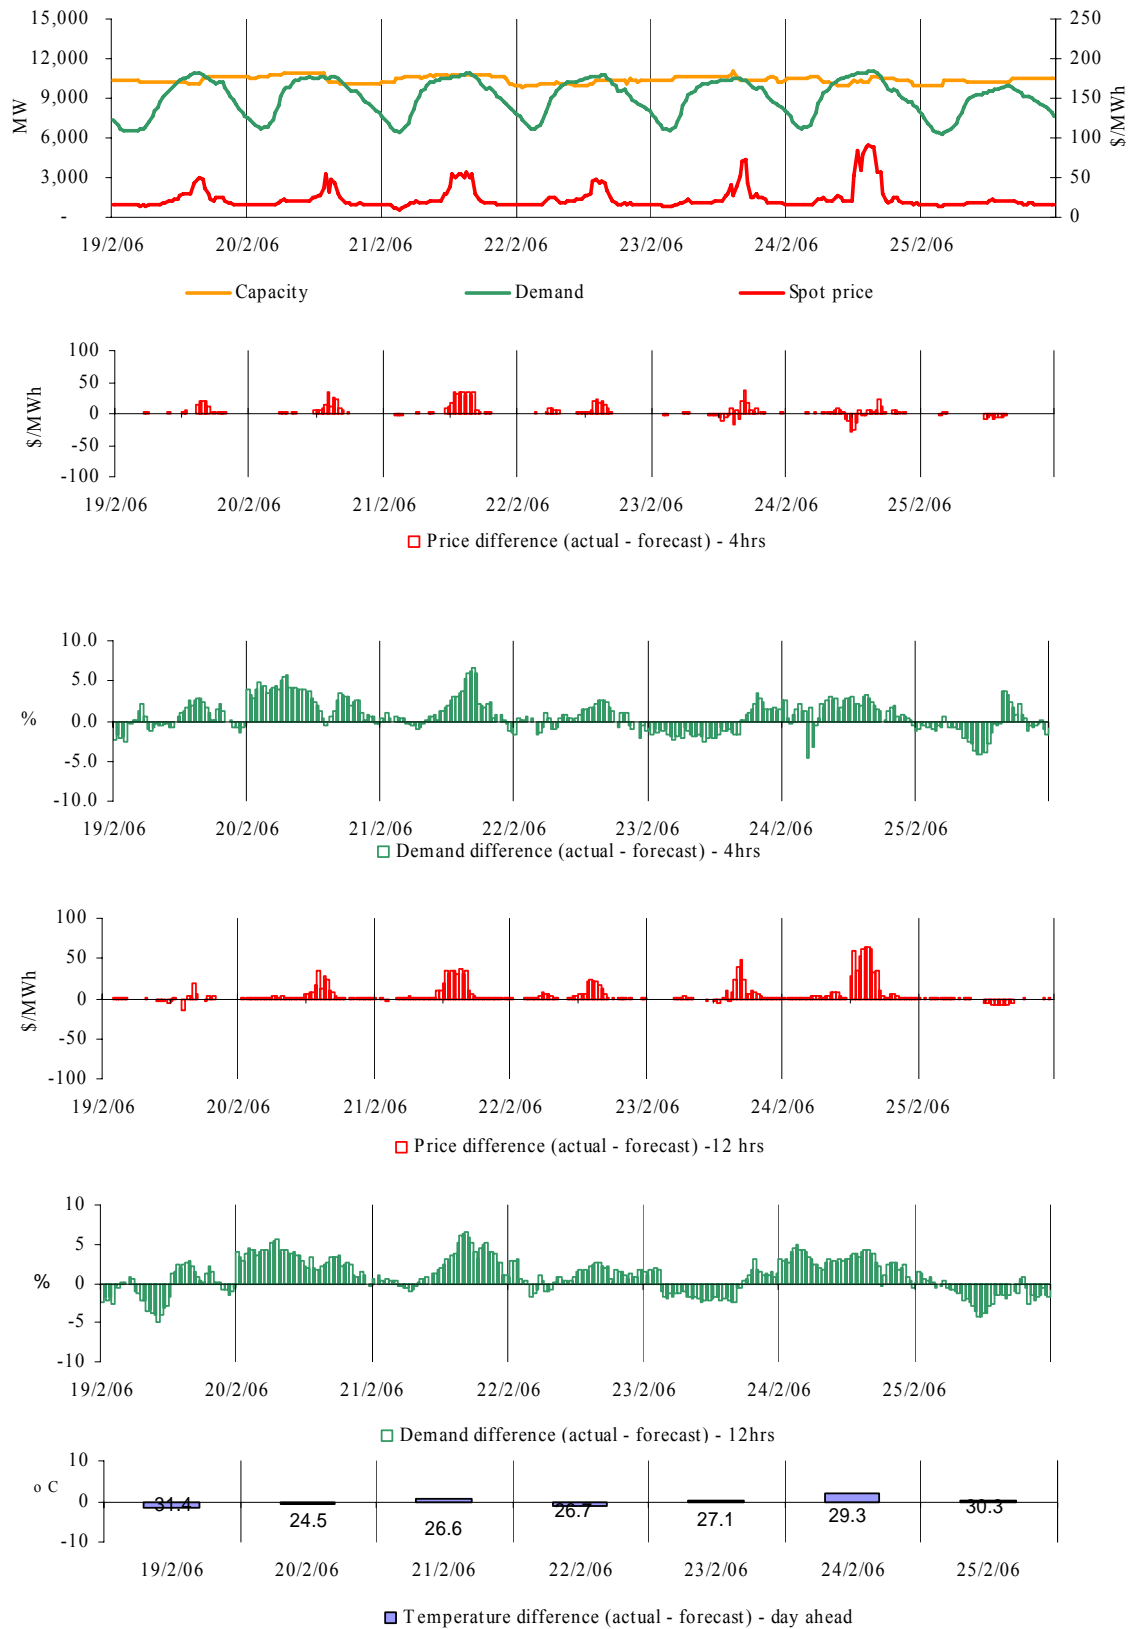 15,000 250
12,000 200
9,000 150
6,000 100
3,000 50
- 0
MW
$/MWh
19/2/06 20/2/06 21/2/06 22/2/06 23/2/06 24/2/06 25/2/06
Capacity Demand Spot price
100
50
0
-50
-100
$/MWh
19/2/06 20/2/06 21/2/06 22/2/06 23/2/06 24/2/06 25/2/06
Price difference (actual - forecast) - 4hrs
10.0
5.0
0.0
-5.0
-10.0
%
19/2/06 20/2/06 21/2/06 22/2/06 23/2/06 24/2/06 25/2/06
Demand difference (actual - forecast) - 4hrs
100
50
0
-50
-100
$/MWh
19/2/06 20/2/06 21/2/06 22/2/06 23/2/06 24/2/06 25/2/06
Price difference (actual - forecast) -12 hrs
10
5
0
-5
-10
%
19/2/06 20/2/06 21/2/06 22/2/06 23/2/06 24/2/06 25/2/06
Demand difference (actual - forecast) - 12hrs
10
0
-10
o C
31.4 24.5 26.6 26.7 27.1 29.3 30.3
19/2/06 20/2/06 21/2/06 22/2/06 23/2/06 24/2/06 25/2/06
Temperature difference (actual - forecast) - day ahead